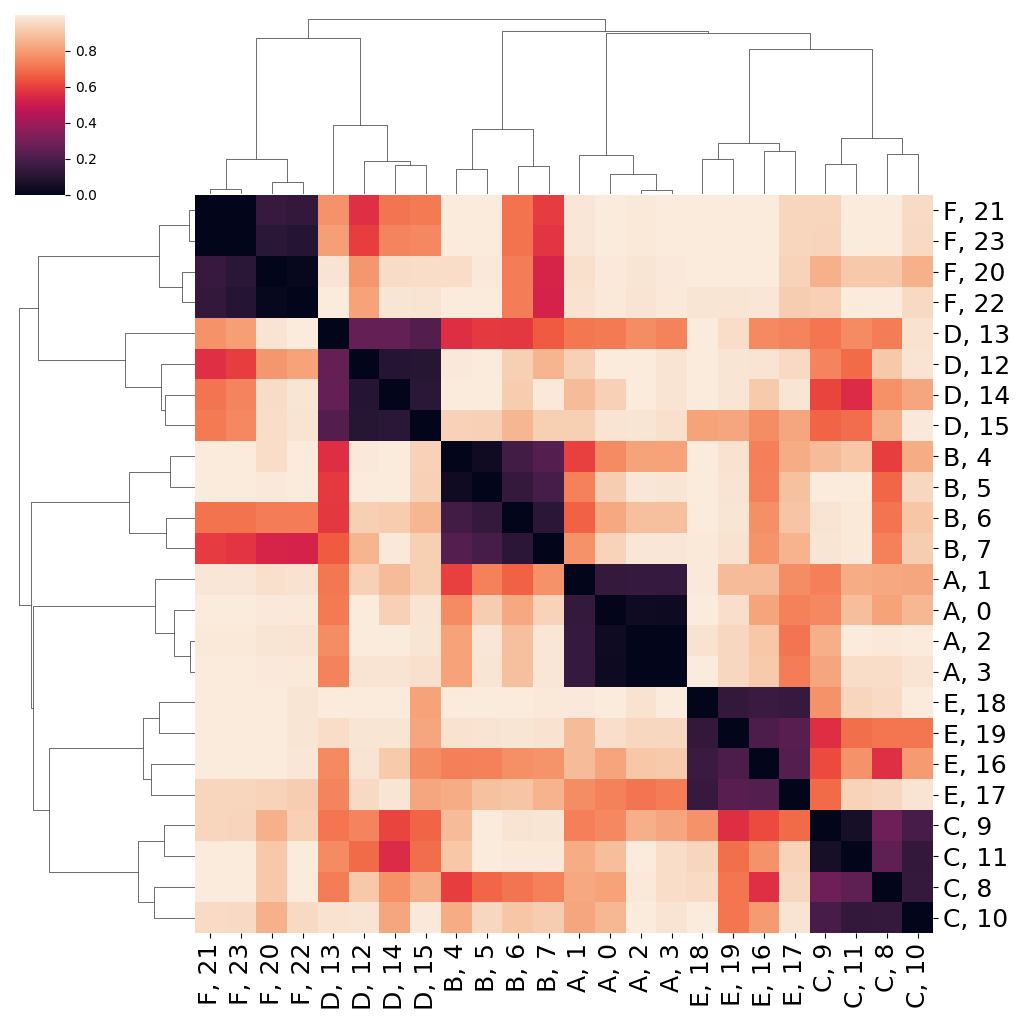 0.8
0.6
0.4
0.2
0.0
F, 21
F, 23
F, 20
F, 22
D, 13
D, 12
D, 14
D, 15
B, 4
B, 5
B, 6
B, 7
A, 1
A, 0
A, 2
A, 3
E, 18
E, 19
E, 16
E, 17
C, 9
C, 11
C, 8
C, 10
F, 21
F, 23
F, 20
F, 22
D, 13
D, 12
D, 14
D, 15
B, 4
B, 5
B, 6
B, 7
A, 1
A, 0
A, 2
A, 3
E, 18
E, 19
E, 16
E, 17
C, 9
C, 11
C, 8
C, 10